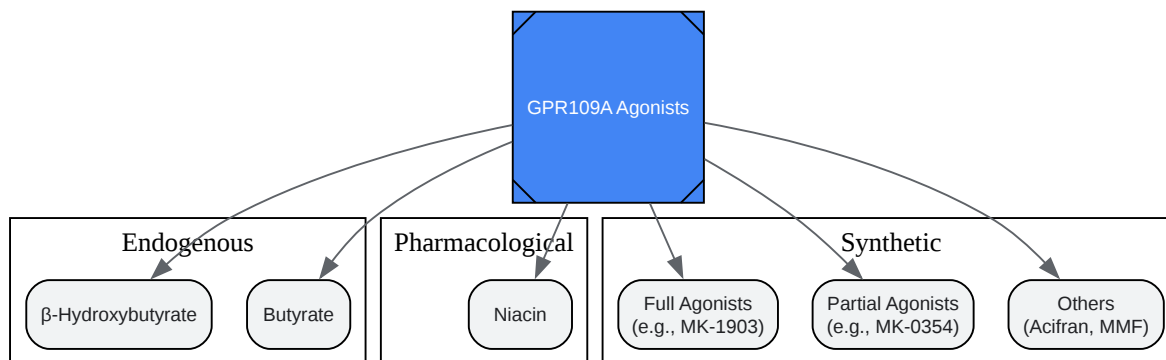 GPR109A Agonists
Endogenous
Pharmacological
Synthetic
β-Hydroxybutyrate
Butyrate
Niacin
Full Agonists
(e.g., MK-1903)
Partial Agonists
(e.g., MK-0354)
Others
(Acifran, MMF)